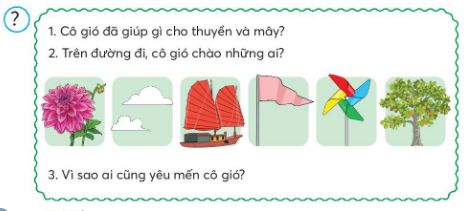 ?
1. Cô gió đã giúp gì cho thuyền và mây?
2. Trên đường đi, cô gió chào những ai?
3. Vì sao ai cũng yêu mến cô gió?